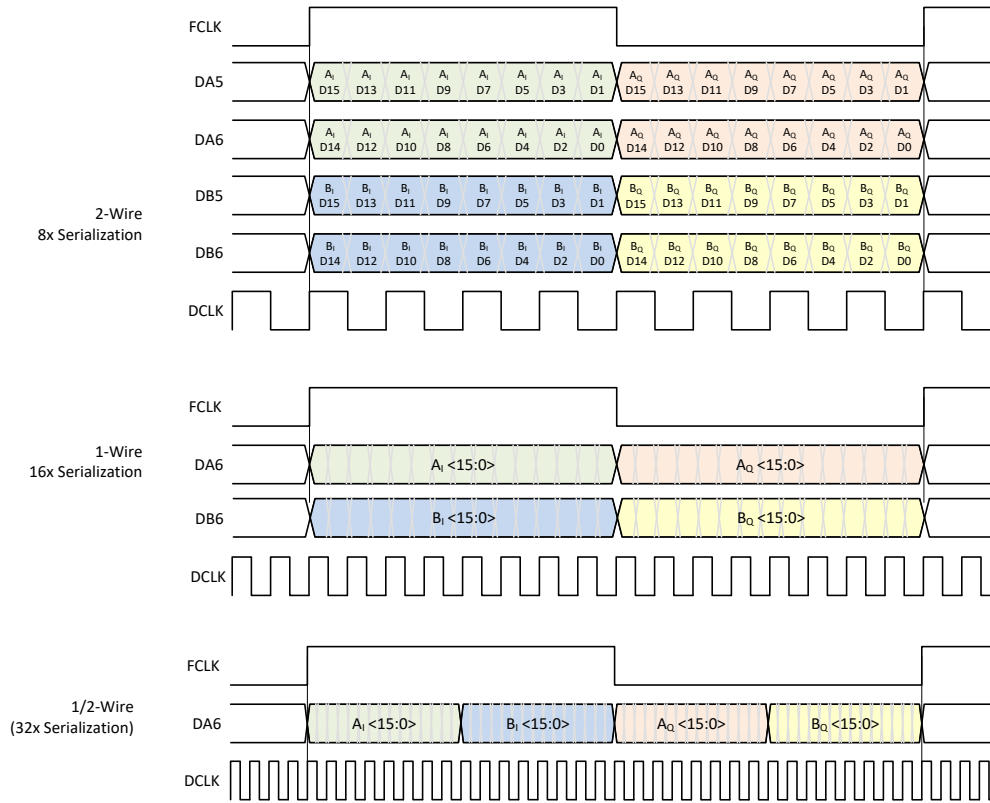 FCLK
DA5
A_I A_I A_I A_I A_I A_I A_I A_I A_Q A_Q A_Q A_Q A_Q A_Q A_Q A_Q
D15 D13 D11 D9 D7 D5 D3 D1 D15 D13 D11 D9 D7 D5 D3 D1
DA6
A_I A_I A_I A_I A_I A_I A_I A_I A_Q A_Q A_Q A_Q A_Q A_Q A_Q A_Q
D14 D12 D10 D8 D6 D4 D2 D0 D14 D12 D10 D8 D6 D4 D2 D0
2-Wire
8x Serialization
DB5
B_I B_I B_I B_I B_I B_I B_I B_I B_Q B_Q B_Q B_Q B_Q B_Q B_Q B_Q
D15 D13 D11 D9 D7 D5 D3 D1 D15 D13 D11 D9 D7 D5 D3 D1
DB6
B_I B_I B_I B_I B_I B_I B_I B_I B_Q B_Q B_Q B_Q B_Q B_Q B_Q B_Q
D14 D12 D10 D8 D6 D4 D2 D0 D14 D12 D10 D8 D6 D4 D2 D0
DCLK
FCLK
1-Wire
16x Serialization
DA6 A_I <15:0> A_Q <15:0>
DB6 B_I <15:0> B_Q <15:0>
DCLK
FCLK
1/2-Wire
(32x Serialization)
DA6 A_I <15:0> B_I <15:0> A_Q <15:0> B_Q <15:0>
DCLK